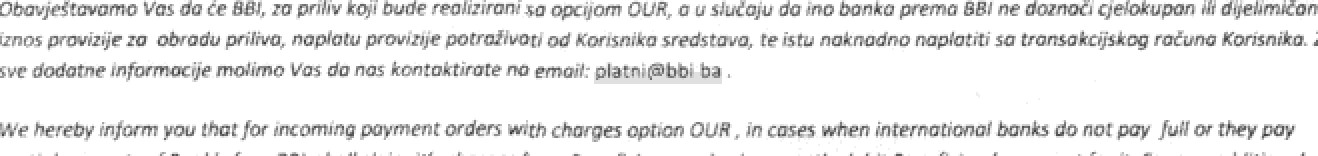 Obavještavamo Vas da će BBI, za priliv koji bude realizirani sa opcijom OUR, a u slučaju da ino banka prema BBI ne doznači cjelokupan ili dijelimičan
iznos provizije za obradu priliva, naplatu provizije potraživati od Korisnika sredstava, te istu naknadno naplatiti sa transakcijskog računa Korisnika.
sve dodatne informacije molimo Vas da nas kontaktirate na email: platni@bbi ba .
We hereby inform you that for incoming payment orders with charges option OUR , in cases when international banks do not pay full or they pay